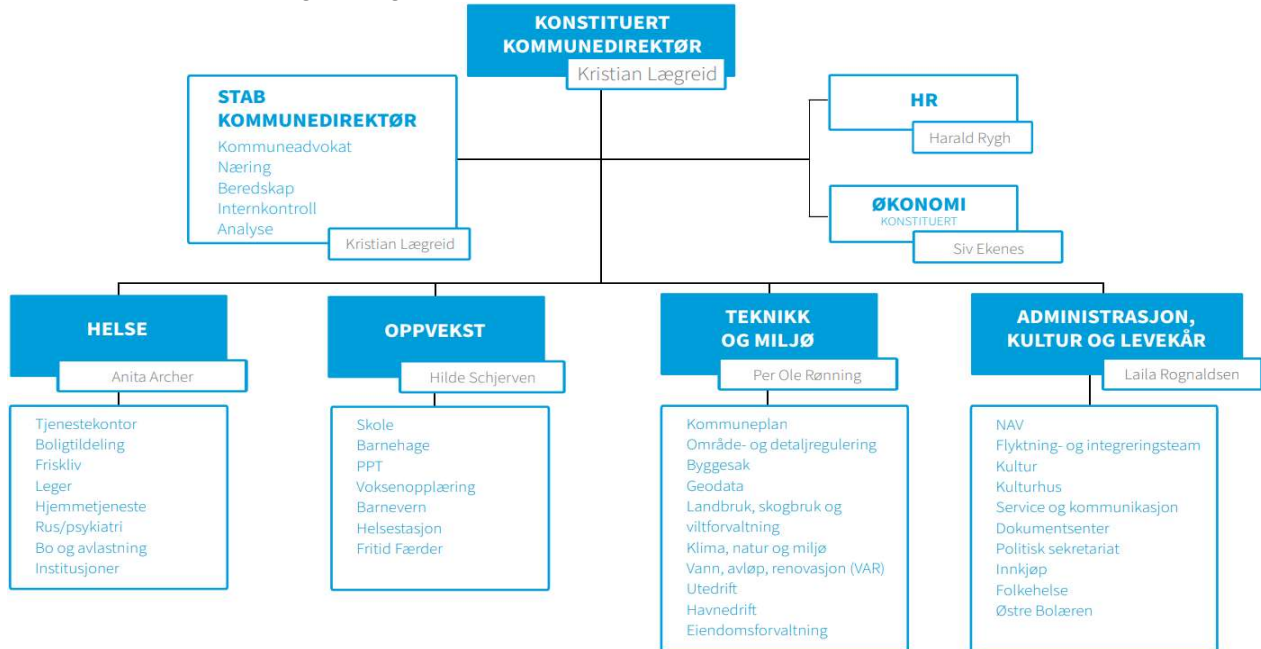 KONSTITUERT
KOMMUNEDIREKTØR
Kristian Lægreid
STAB
KOMMUNEDIREKTØR
Kommuneadvokat
Næring
Beredskap
Internkontroll
Analyse
Kristian Lægreid
HR
Harald Rygh
ØKONOMI
KONSTITUERT
Siv Ekenes
HELSE
Anita Archer
Tjenestekontor
Boligtildeling
Friskliv
Leger
Hjemmetjeneste
Rus/psykiatri
Bo og avlastning
Institusjoner
OPPVEKST
Hilde Schjerven
Skole
Barnehage
PPT
Voksenopplæring
Barnevern
Helsestasjon
Fritid Færder
TEKNIKK
OG MILJØ
Per Ole Rønning
Kommuneplan
Område- og detaljregulering
Byggesak
Geodata
Landbruk, skogbruk og
viltforvaltning
Klima, natur og miljø
Vann, avløp, renovasjon (VAR)
Utedrift
Havnedrift
Eiendomsforvaltning
ADMINISTRASJON,
KULTUR OG LEVEKÅR
Laila Rognaldsen
NAV
Flyktning- og integreringsteam
Kultur
Kulturhus
Service og kommunikasjon
Dokumentsenter
Politisk sekretariat
Innkjøp
Folkehelse
Østre Bolæren